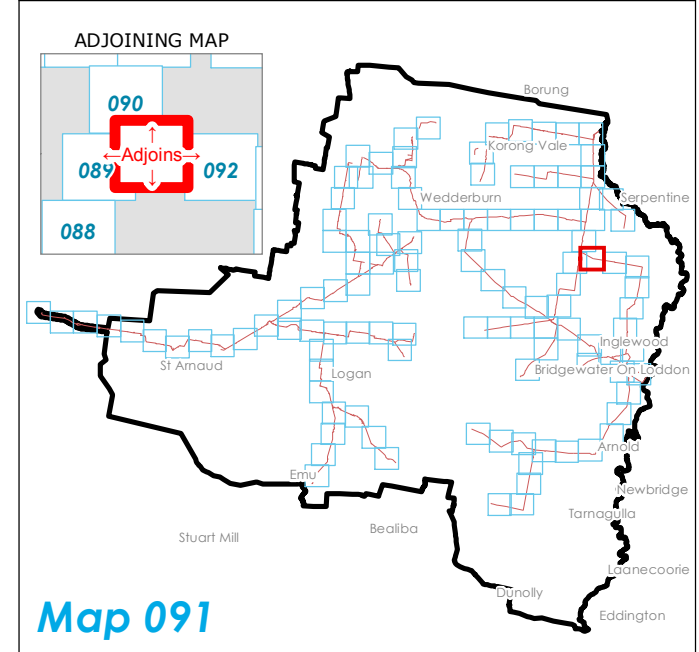 ADJOINING MAP
090
089
Adjoins
092
088
Borung
Korong Vale
Wedderburn
Serpentine
Inglewood
St Arnaud
Logan
Bridgewater On Loddon
Arnold
Emu
Newbridge
Tarnagulla
Bealiba
Stuart Mill
Laanecoorie
Dunolly
Eddington
Map 091